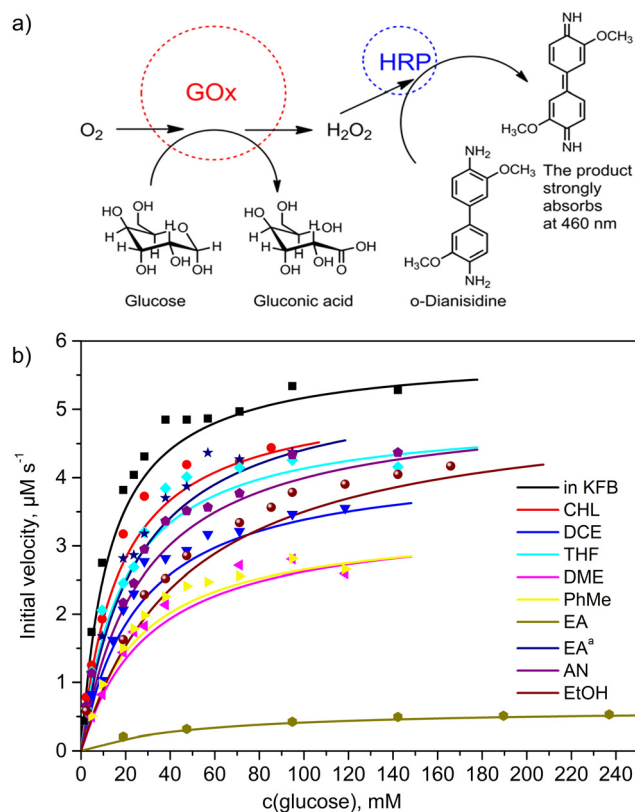 a)
GOx
HRP
O2
H2O2
NH
OCH3
H3CO
NH
NH2
OCH3
H3CO
NH2
The product
strongly
absorbs
at 460 nm
OH
HO
H
H
HO
H
H
OH
OH
OH
Glucose
OH
HO
H
H
HO
H
OH
OH
OH
O
Gluconic acid
o-Dianisidine
b)
Initial velocity, µM s-1
6
5
4
3
2
1
0
in KFB
CHL
DCE
THF
DME
PhMe
EA
EAa
AN
EtOH
0 20 40 60 80 100 120 140 160 180 200 220 240
c(glucose), mM